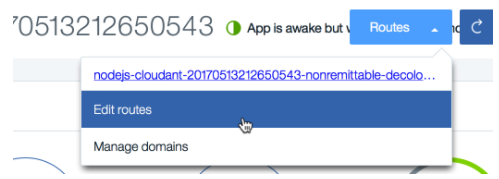 70513212650543 App is awake but Routes
nodejs-cloudant-20170513212650543-nonremittable-decolo...
Edit routes
Manage domains